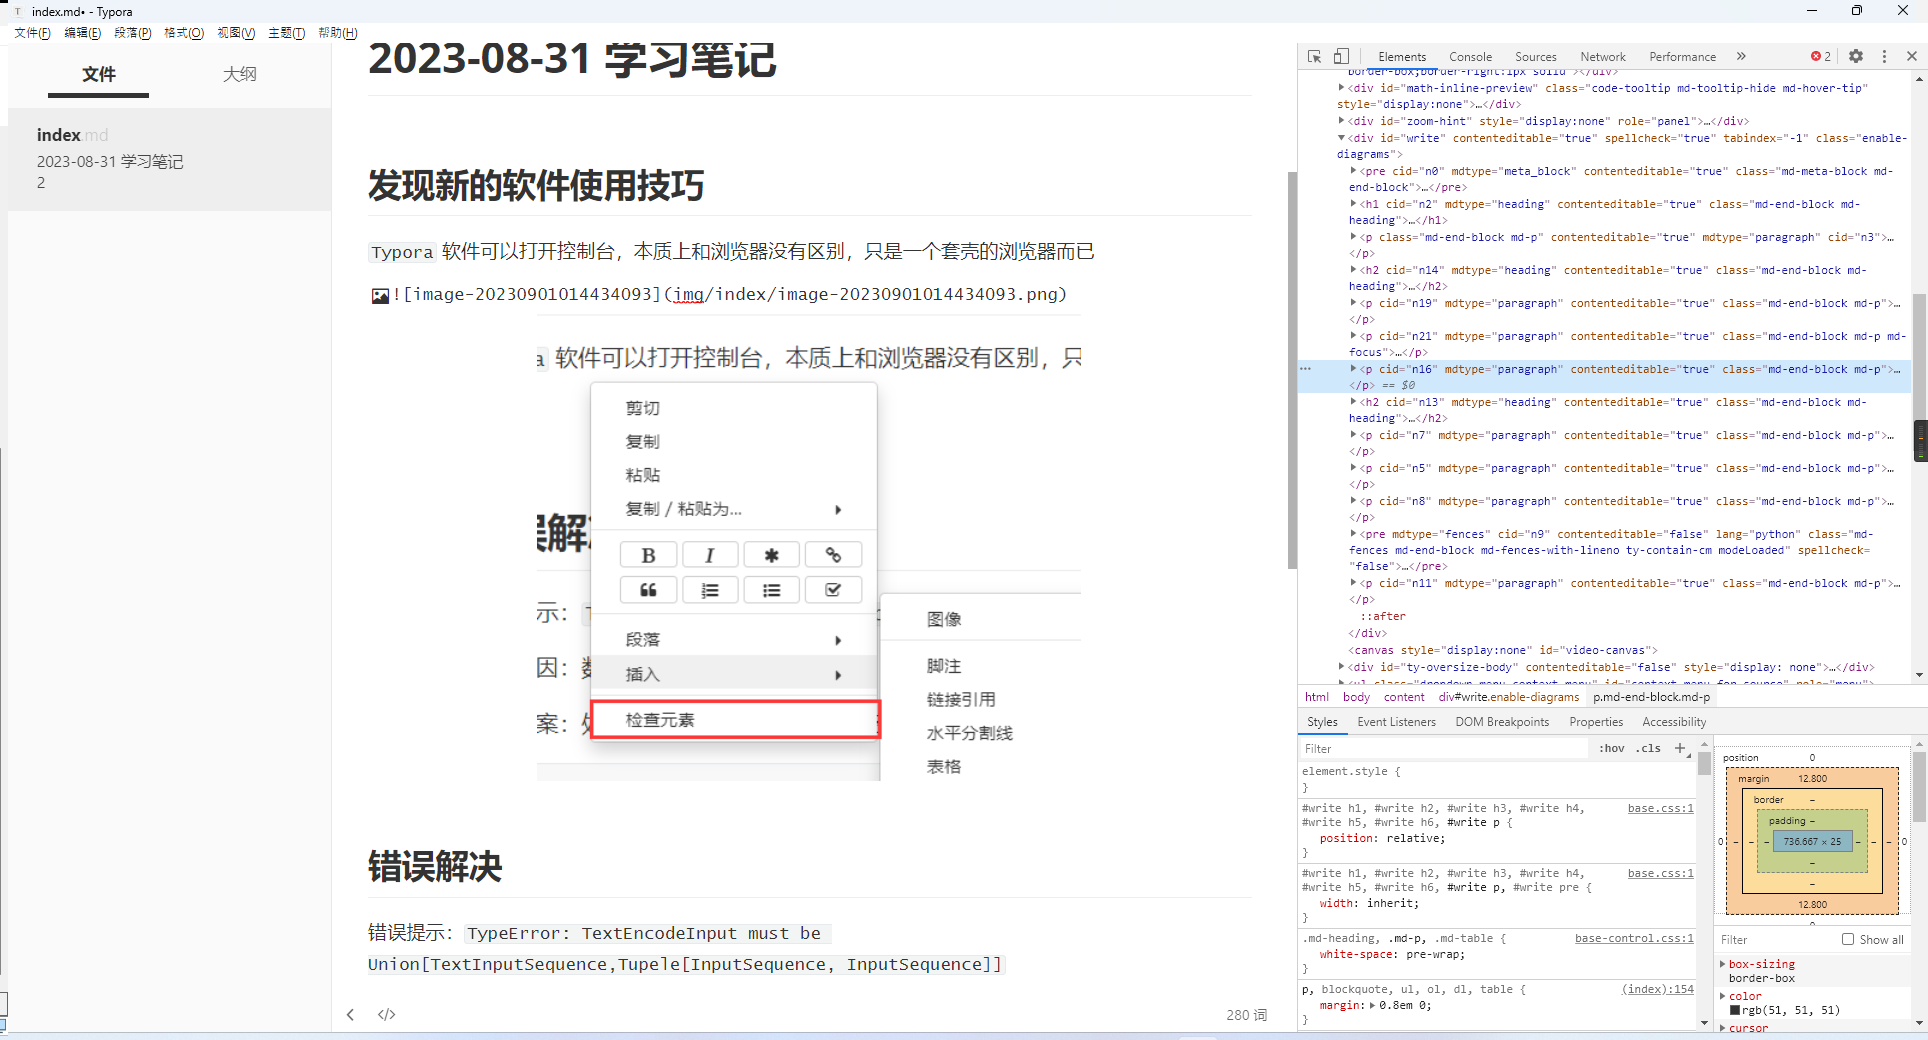 index.md• - Typora
文件(F) 编辑(E) 段落(P) 格式(O) 视图(V) 主题(T) 帮助(H)
文件 大纲
index.md
2023-08-31 学习笔记
2
2023-08-31 学习笔记
发现新的软件使用技巧
Typora 软件可以打开控制台，本质上和浏览器没有区别，只是一个套壳的浏览器而已
![image-20230901014434093](img/index/image-20230901014434093.png)
a 软件可以打开控制台，本质上和浏览器没有区别，只
剪切
复制
粘贴
复制 / 粘贴为...
误解
B I
示：
段落
因：
插入
案：
检查元素
图像
脚注
链接引用
水平分割线
表格
错误解决
错误提示：TypeError: TextEncodeInput must be
Union[TextInputSequence,Tupele[InputSequence, InputSequence]]
</>
280 词
Elements Console Sources Network Performance » 2
border-box;border-right:1px solid"></div>
<div id="math-inline-preview" class="code-tooltip md-tooltip-hide md-hover-tip"
style="display:none">…</div>
<div id="zoom-hint" style="display:none" role="panel">…</div>
<div id="write" contenteditable="true" spellcheck="true" tabindex="-1" class="enable-
diagrams">
<pre cid="n0" mdtype="meta_block" contenteditable="true" class="md-meta-block md-
end-block">…</pre>
<h1 cid="n2" mdtype="heading" contenteditable="true" class="md-end-block md-
heading">…</h1>
<p class="md-end-block md-p" contenteditable="true" mdtype="paragraph" cid="n3">…
</p>
<h2 cid="n14" mdtype="heading" contenteditable="true" class="md-end-block md-
heading">…</h2>
<p cid="n19" mdtype="paragraph" contenteditable="true" class="md-end-block md-p">…
</p>
<p cid="n21" mdtype="paragraph" contenteditable="true" class="md-end-block md-p md-
focus">…</p>
<p cid="n16" mdtype="paragraph" contenteditable="true" class="md-end-block md-p">…
</p> == $0
<h2 cid="n13" mdtype="heading" contenteditable="true" class="md-end-block md-
heading">…</h2>
<p cid="n7" mdtype="paragraph" contenteditable="true" class="md-end-block md-p">…
</p>
<p cid="n5" mdtype="paragraph" contenteditable="true" class="md-end-block md-p">…
</p>
<p cid="n8" mdtype="paragraph" contenteditable="true" class="md-end-block md-p">…
</p>
<pre mdtype="fences" cid="n9" contenteditable="false" lang="python" class="md-
fences md-end-block md-fences-with-lineno ty-contain-cm modeLoaded" spellcheck=
"false">…</pre>
<p cid="n11" mdtype="paragraph" contenteditable="true" class="md-end-block md-p">…
</p>
::after
</div>
<canvas style="display:none" id="video-canvas">
<div id="ty-oversize-body" contenteditable="false" style="display: none">…</div>
<ul class="dropdown-menu context-menu" id="context-menu-for-source" role="menu">
html body content div#write.enable-diagrams p.md-end-block.md-p
Styles Event Listeners DOM Breakpoints Properties Accessibility
Filter :hov .cls +
element.style {
}
#write h1, #write h2, #write h3, #write h4, base.css:1
#write h5, #write h6, #write p {
position: relative;
}
#write h1, #write h2, #write h3, #write h4, base.css:1
#write h5, #write h6, #write p, #write pre {
width: inherit;
}
.md-heading, .md-p, .md-table { base-control.css:1
white-space: pre-wrap;
}
p, blockquote, ul, ol, dl, table { (index):154
margin: 0.8em 0;
}
position 0
margin 12.800
border –
padding –
0 – – 736.667 × 25 – – 0
–
–
12.800
Filter Show all
box-sizing
border-box
color
rgb(51, 51, 51)
cursor